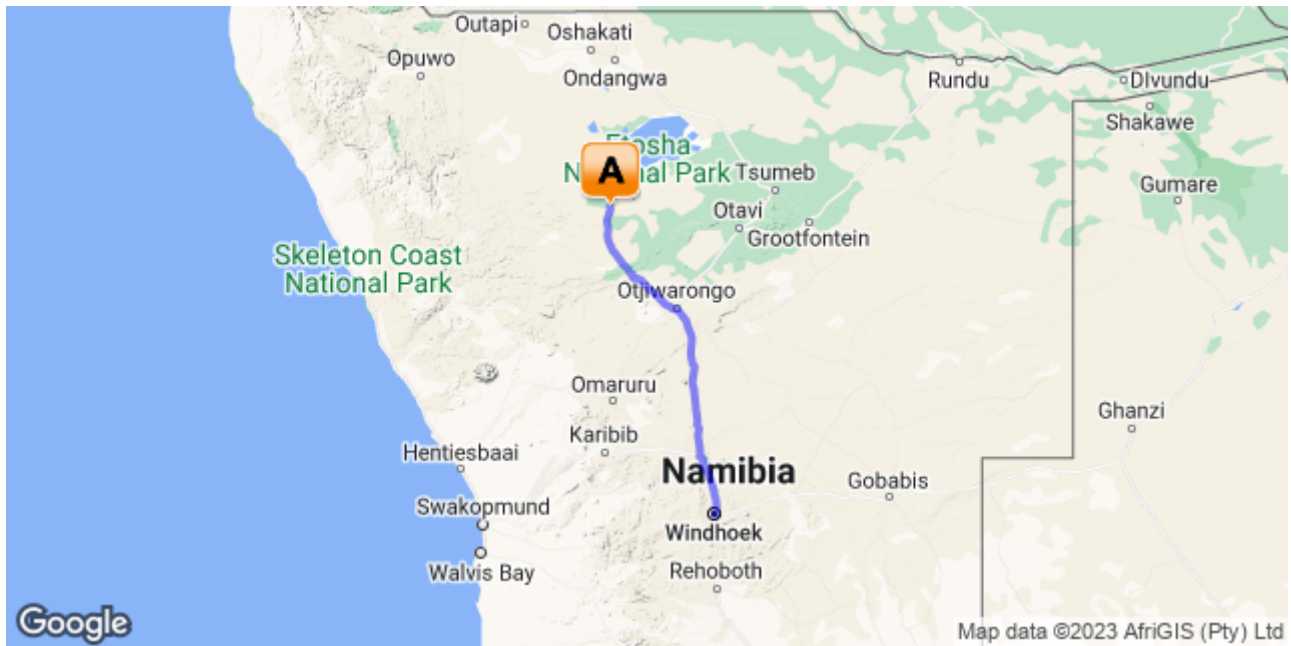 Outapi
Oshakati
Opuwo
Ondangwa
Rundu
DIvundu
Shakawe
Etosha
National Park
A
Tsumeb
Gumare
Otavi
Grootfontein
Skeleton Coast
National Park
Otjiwarongo
Omaruru
Ghanzi
Karibib
Hentiesbaai
Namibia
Gobabis
Swakopmund
Windhoek
Walvis Bay
Rehoboth
Google
Map data ©2023 AfriGIS (Pty) Ltd